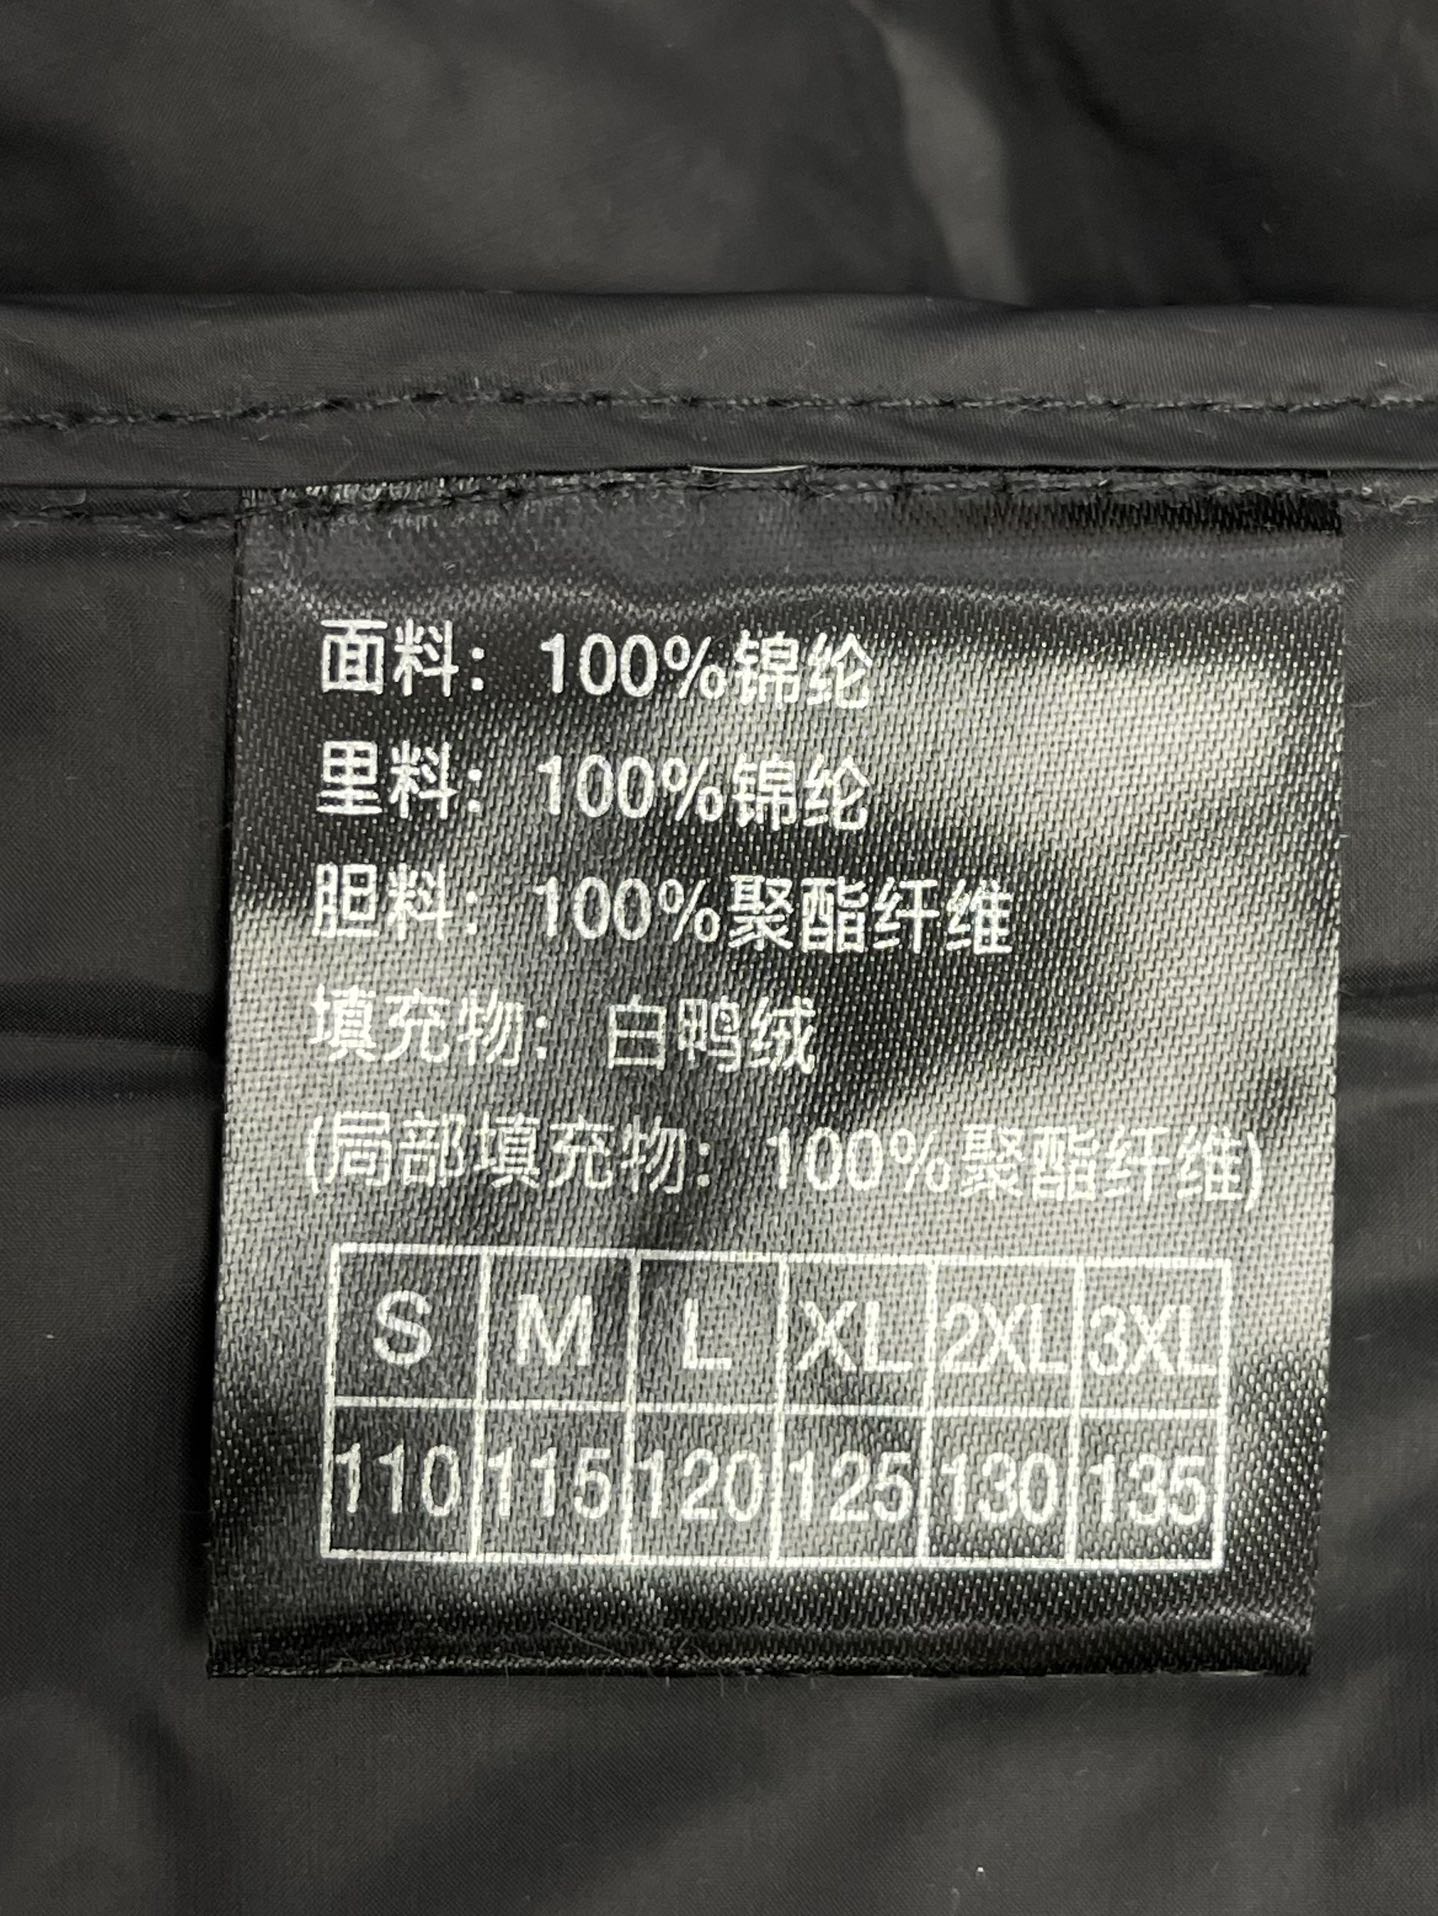 面料：100%锦纶
里料：100%锦纶
胆料：100%聚酯纤维
填充物：白鸭绒
(局部填充物：100%聚酯纤维)
S M L XL 2XL 3XL
110 115 120 125 130 135